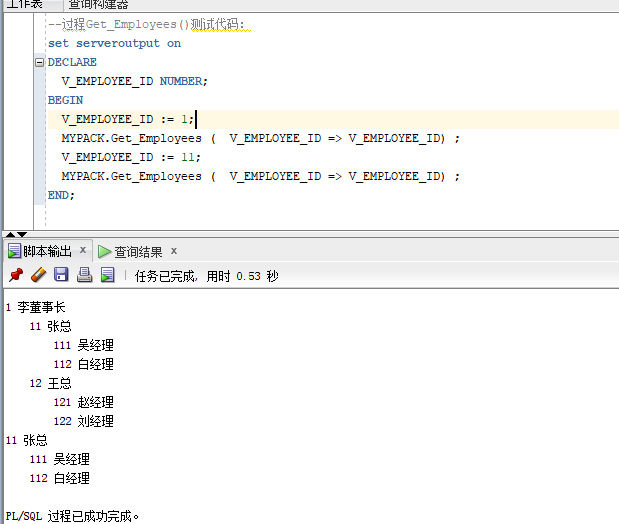 工作表 查询构建器
--过程Get_Employees()测试代码:
set serveroutput on
DECLARE
V_EMPLOYEE_ID NUMBER;
BEGIN
V_EMPLOYEE_ID := 1;
MYPACK.Get_Employees (  V_EMPLOYEE_ID => V_EMPLOYEE_ID) ;
V_EMPLOYEE_ID := 11;
MYPACK.Get_Employees (  V_EMPLOYEE_ID => V_EMPLOYEE_ID) ;
END;
脚本输出 x 查询结果 x
任务已完成, 用时 0.53 秒
1 李董事长
11 张总
111 吴经理
112 白经理
12 王总
121 赵经理
122 刘经理
11 张总
111 吴经理
112 白经理
PL/SQL 过程已成功完成。